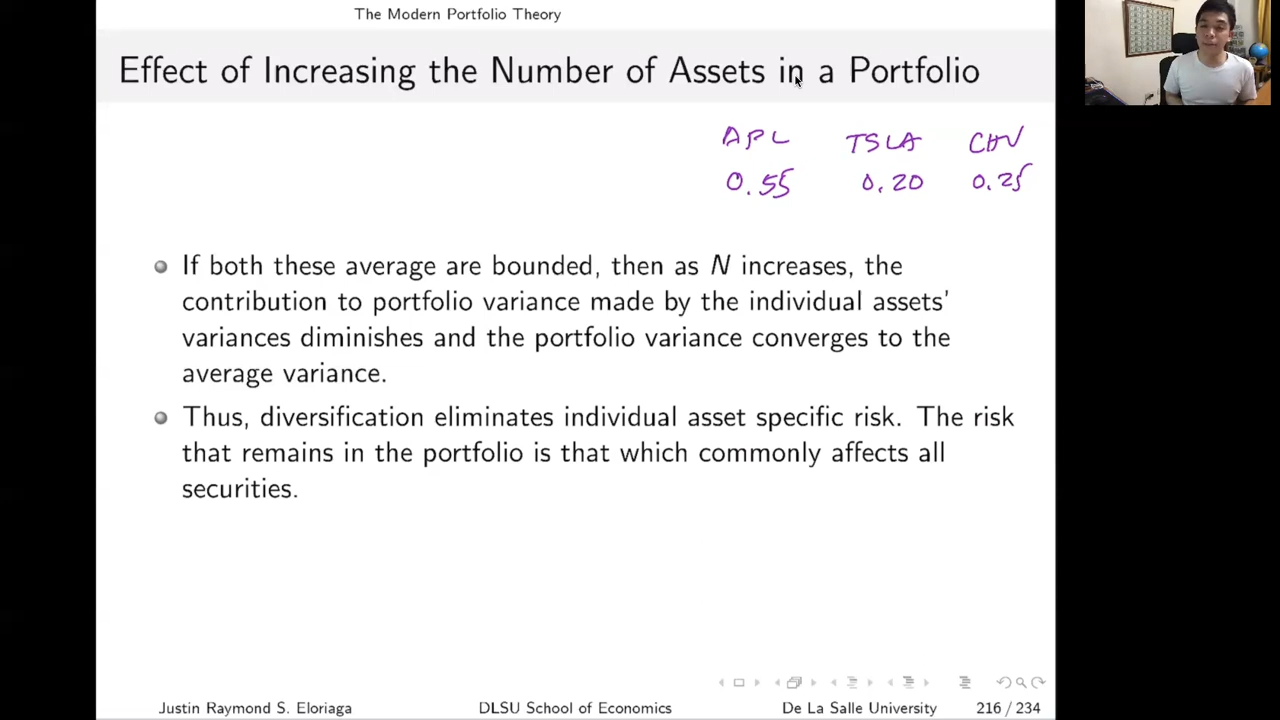 The Modern Portfolio Theory
Effect of Increasing the Number of Assets in a Portfolio
APL TSLA CHV
0.55 0.20 0.25
If both these average are bounded, then as N increases, the
contribution to portfolio variance made by the individual assets'
variances diminishes and the portfolio variance converges to the
average variance.
Thus, diversification eliminates individual asset specific risk. The risk
that remains in the portfolio is that which commonly affects all
securities.
Justin Raymond S. Eloriaga DLSU School of Economics De La Salle University 216 / 234